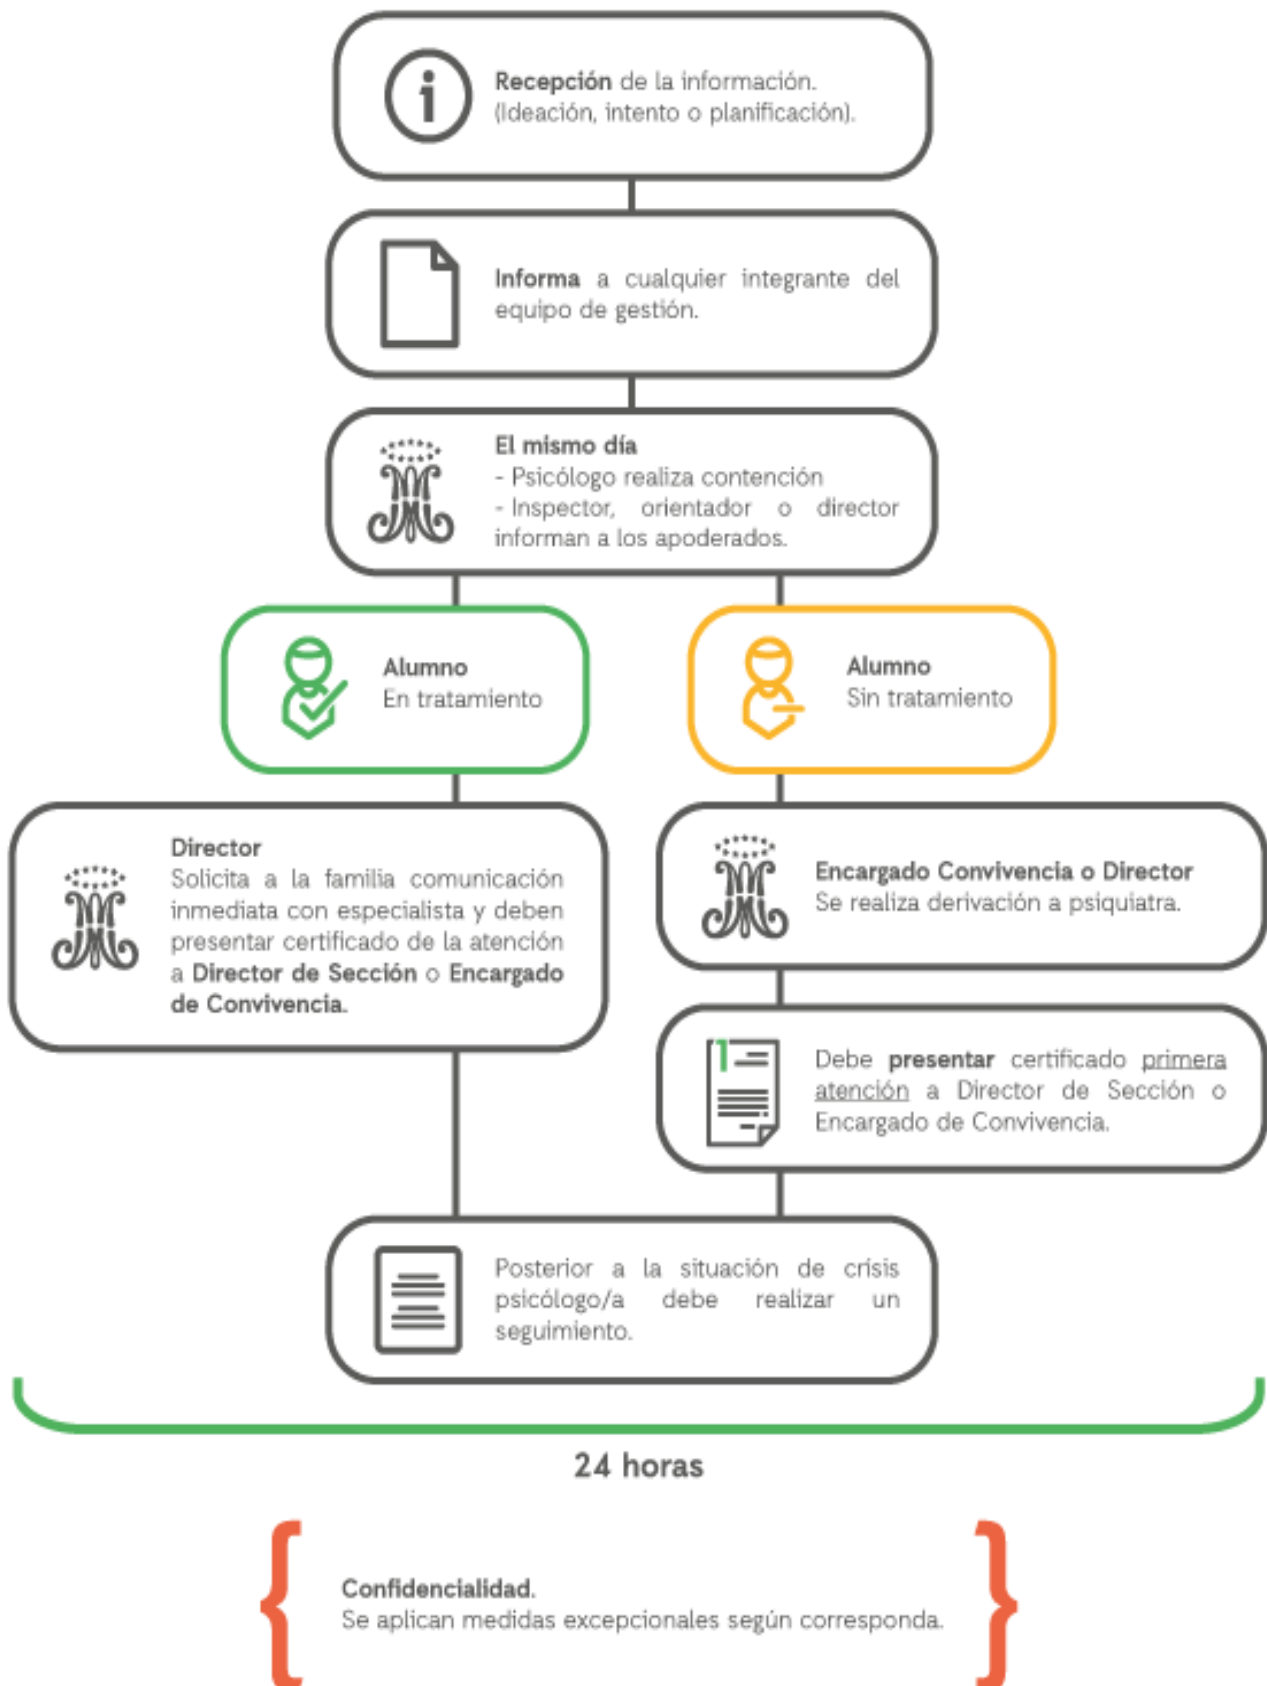 Recepción de la información.
(Ideación, intento o planificación).
Informa a cualquier integrante del
equipo de gestión.
El mismo día
- Psicólogo realiza contención
- Inspector, orientador o director
informan a los apoderados.
Alumno
En tratamiento
Alumno
Sin tratamiento
Director
Solicita a la familia comunicación
inmediata con especialista y deben
presentar certificado de la atención
a Director de Sección o Encargado
de Convivencia.
Encargado Convivencia o Director
Se realiza derivación a psiquiatra.
1
Debe presentar certificado primera
atención a Director de Sección o
Encargado de Convivencia.
Posterior a la situación de crisis
psicólogo/a debe realizar un
seguimiento.
24 horas
Confidencialidad.
Se aplican medidas excepcionales según corresponda.